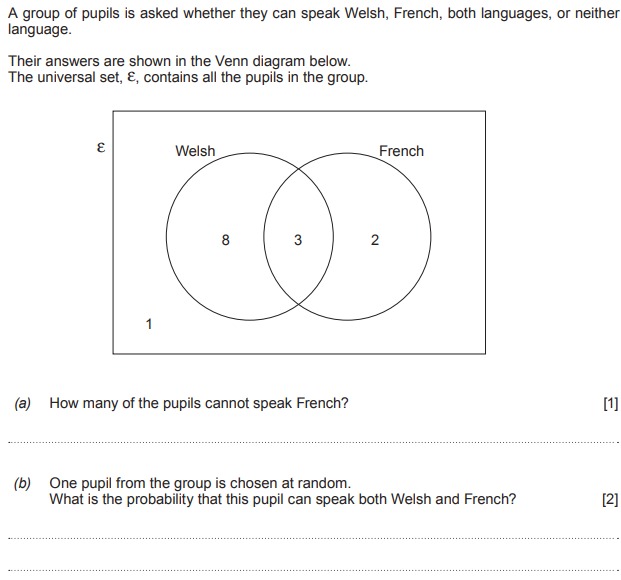 A group of pupils is asked whether they can speak Welsh, French, both languages, or neither
language.
Their answers are shown in the Venn diagram below.
The universal set, ℰ, contains all the pupils in the group.
ℰ
Welsh
French
8
3
2
1
(a) How many of the pupils cannot speak French? [1]
(b) One pupil from the group is chosen at random.
What is the probability that this pupil can speak both Welsh and French? [2]